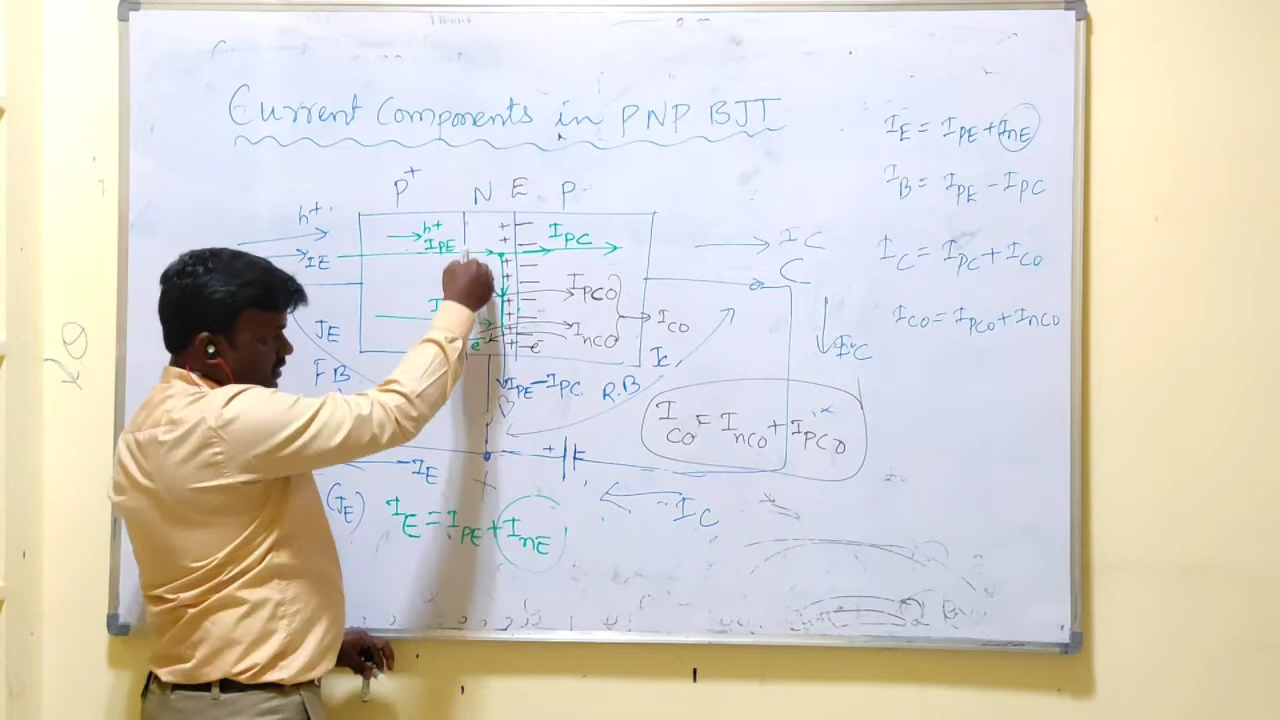 Current Components in PNP BJT
P+ N E P
h+
IE
h+
IPE
IPC
+
+
+
+
+
+
IPCO
InCO
ICO
e-
e-
JE
FB
IPE-IPC
B
R.B
IC
IC
C
IC
IE
+
IC
(JE)
IE = IPE + InE
ICO = InCO + IPCO
IE = IPE + InE
IB = IPE - IPC
IC = IPC + ICO
ICO = IPCO + InCO